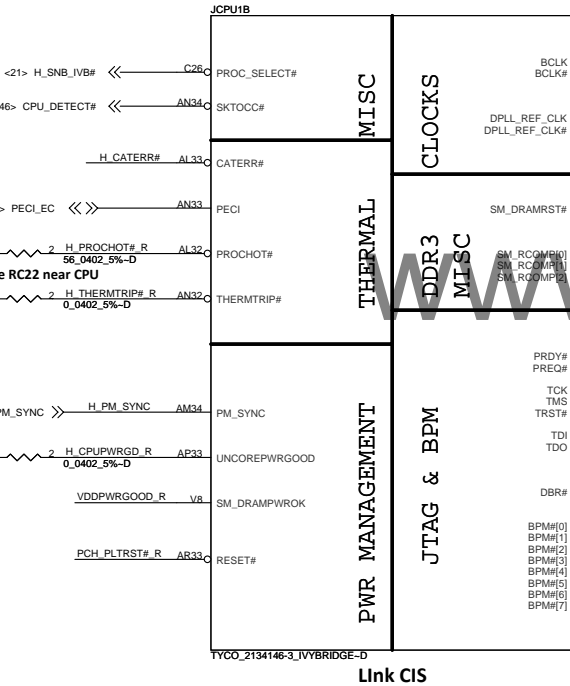 JCPU1B
<21> H_SNB_IVB# C26 PROC_SELECT#
46> CPU_DETECT# AN34 SKTOCC#
MISC
H_CATERR# AL33 CATERR#
> PECI_EC AN33 PECI
2 H_PROCHOT#_R AL32 PROCHOT#
56_0402_5%~D
e RC22 near CPU
2 H_THERMTRIP#_R AN32 THERMTRIP#
0_0402_5%~D
THERMAL
PM_SYNC H_PM_SYNC AM34 PM_SYNC
2 H_CPUPWRGD_R AP33 UNCOREPWRGOOD
0_0402_5%~D
VDDPWRGOOD_R V8 SM_DRAMPWROK
PCH_PLTRST#_R AR33 RESET#
PWR MANAGEMENT
CLOCKS
BCLK
BCLK#
DPLL_REF_CLK
DPLL_REF_CLK#
DDR3
MISC
SM_DRAMRST#
SM_RCOMP[0]
SM_RCOMP[1]
SM_RCOMP[2]
WWW
JTAG & BPM
PRDY#
PREQ#
TCK
TMS
TRST#
TDI
TDO
DBR#
BPM#[0]
BPM#[1]
BPM#[2]
BPM#[3]
BPM#[4]
BPM#[5]
BPM#[6]
BPM#[7]
TYCO_2134146-3_IVYBRIDGE~D
LInk CIS